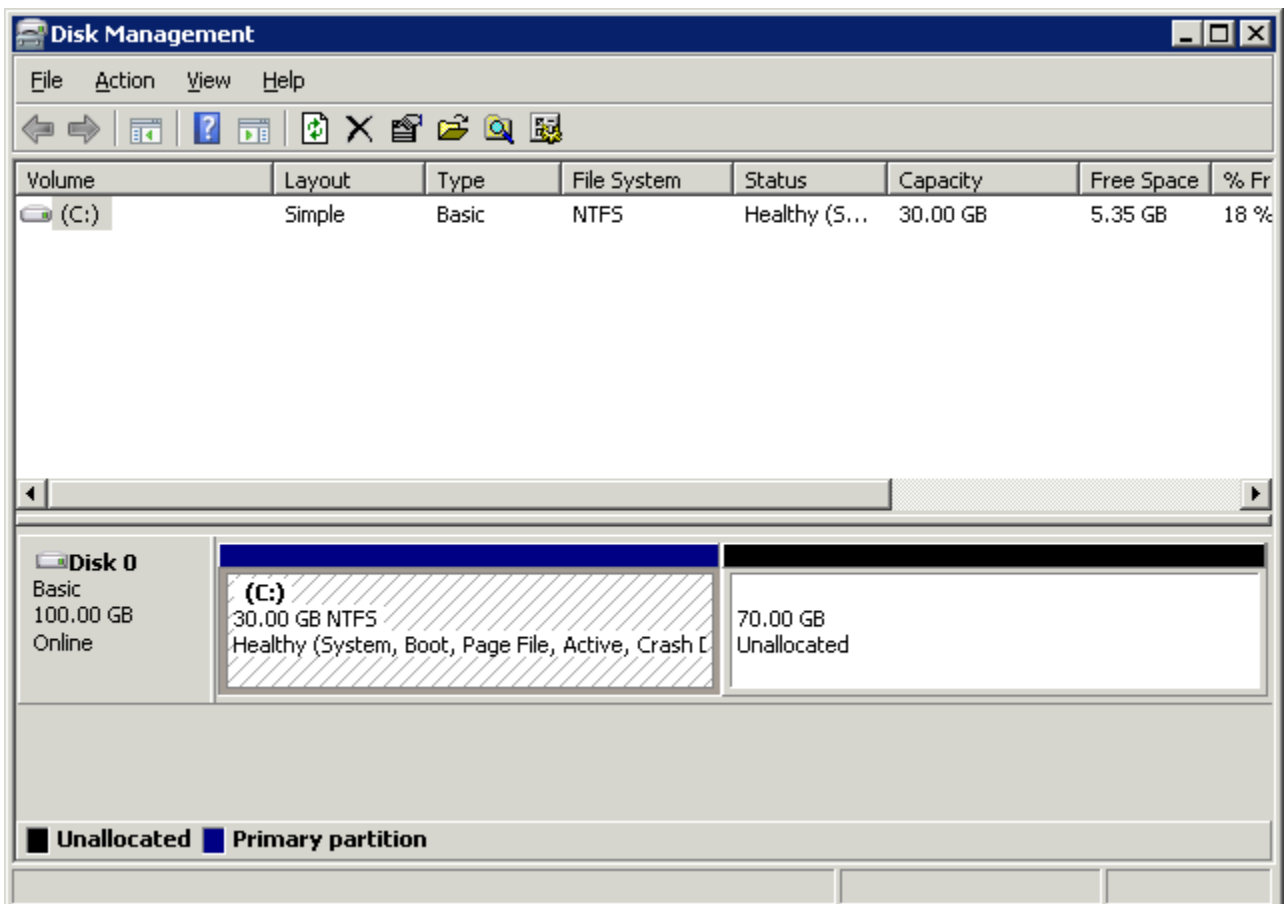 Disk Management
File Action View Help
Volume Layout Type File System Status Capacity Free Space % Fr
(C:) Simple Basic NTFS Healthy (S... 30.00 GB 5.35 GB 18 %
Disk 0
Basic
100.00 GB
Online
(C:)
30.00 GB NTFS
Healthy (System, Boot, Page File, Active, Crash D
70.00 GB
Unallocated
Unallocated Primary partition